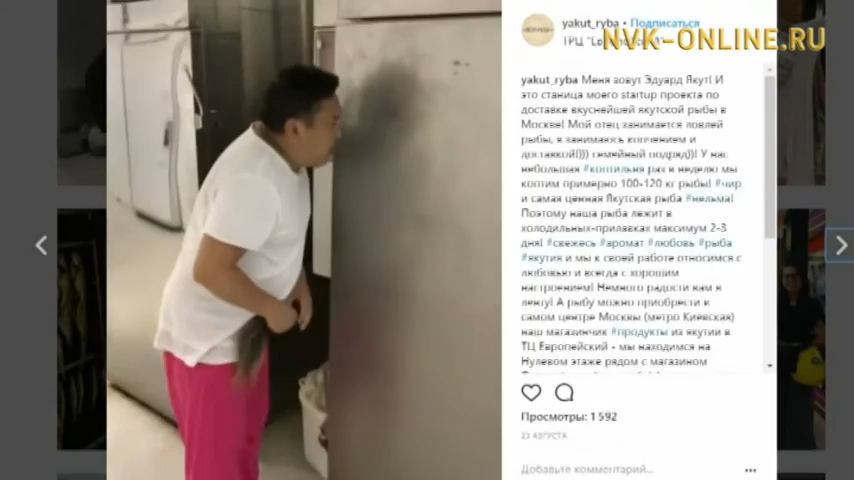 yakut_ryba • Подписаться
NVK-ONLINE.RU
yakut_ryba Меня зовут Эдуард Якут! И
это станица моего startup проекта по
доставке вкуснейшей якутской рыбы в
Москве! Мой отец занимается ловлей
рыбы, я занимаюсь копчением и
доставкой!))) семейный подряд))! У нас
небольшая #коптильня раз в неделю мы
коптим примерно 100-120 кг рыбы! #чир
и самая ценная Якутская рыба #нельма!
Поэтому наша рыба лежит в
холодильных-прилавках максимум 2-3
дня! #свежесь #аромат #любовь #рыба
#якутия и мы к своей работе относимся с
любовью и всегда с хорошим
настроением! Немного радости вам в
ленту! А рыбу можно приобрести в
самом центре Москвы (метро Киевская)
наш магазинчик #продукты из якутии в
ТЦ Европейский - мы находимся на
Нулевом этаже рядом с магазином
Просмотры: 1 592
23 АВГУСТА
Добавьте комментарий...